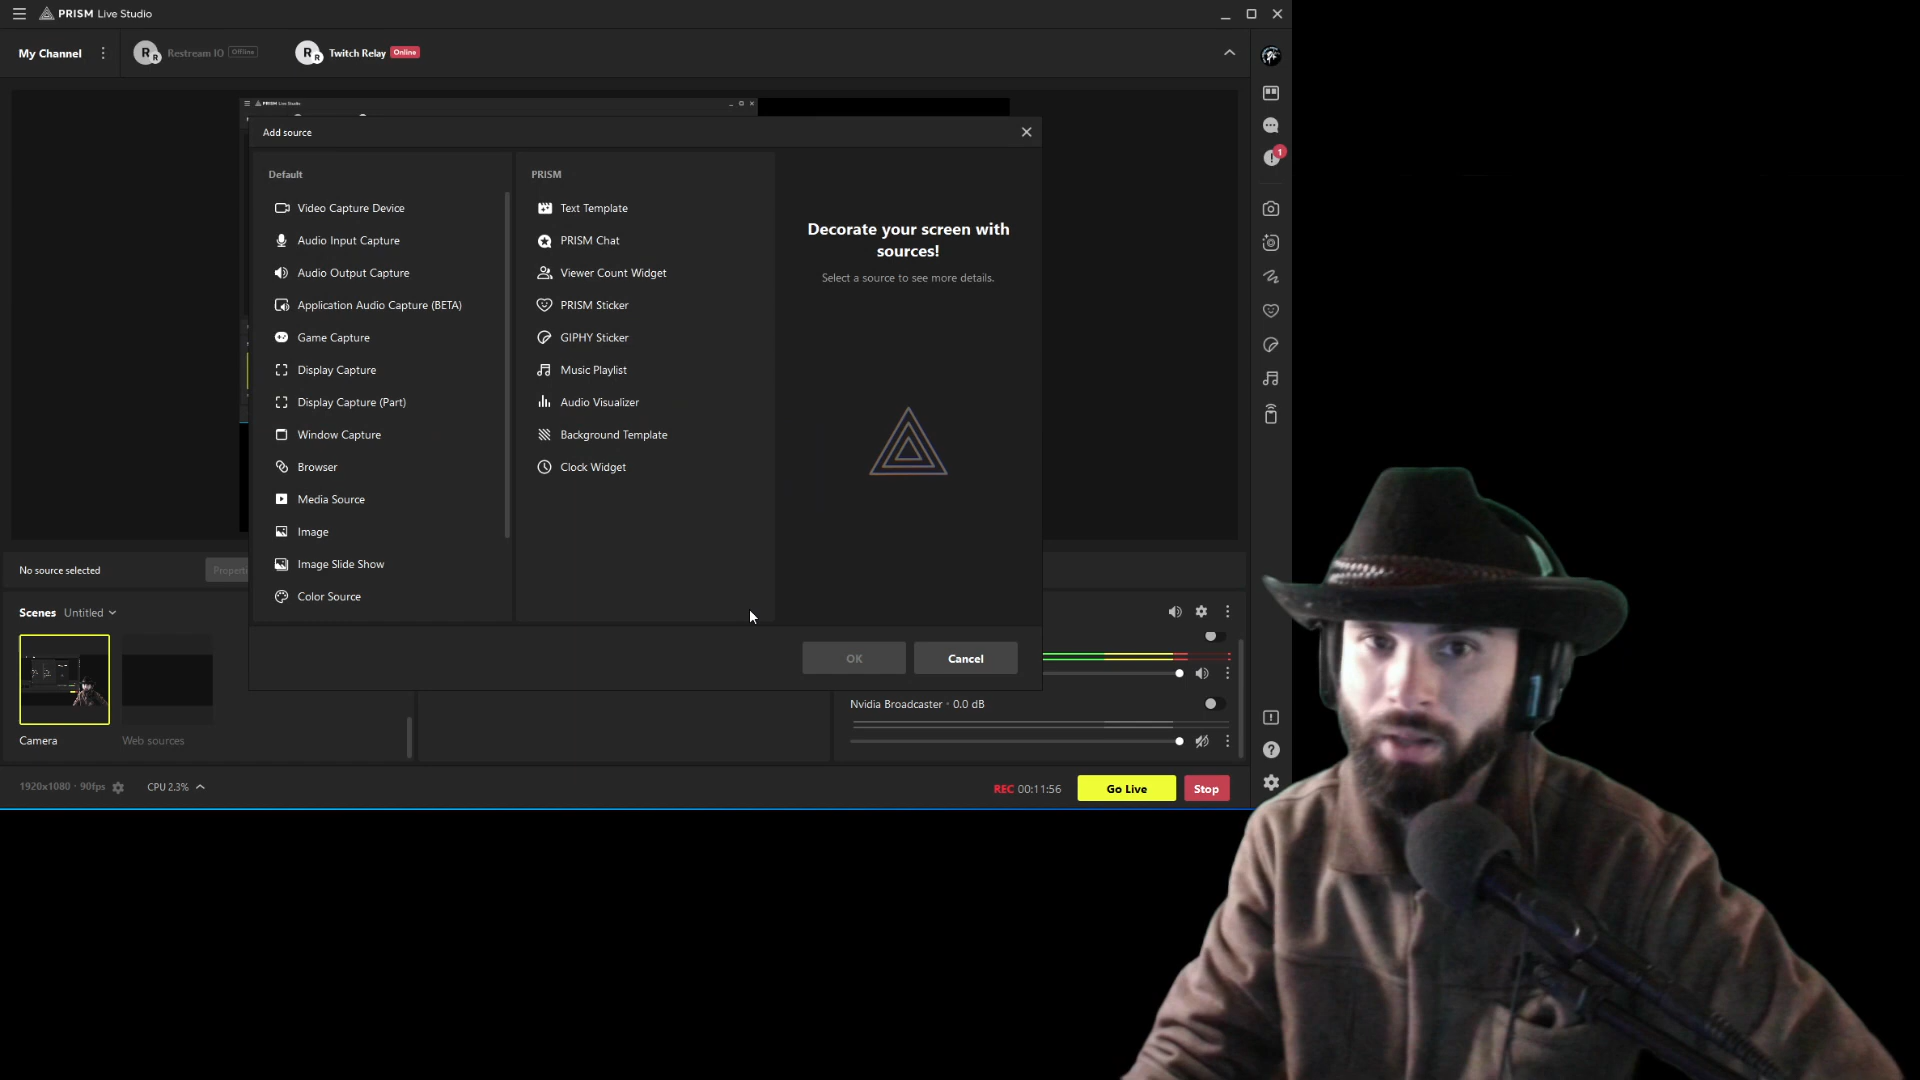 PRISM Live Studio
My Channel
R R Restream IO Offline
R R Twitch Relay Online
PRISM Live Studio
Add source
Default
PRISM
Video Capture Device
Text Template
Audio Input Capture
PRISM Chat
Audio Output Capture
Viewer Count Widget
Application Audio Capture (BETA)
PRISM Sticker
Game Capture
GIPHY Sticker
Display Capture
Music Playlist
Display Capture (Part)
Audio Visualizer
Window Capture
Background Template
Browser
Clock Widget
Media Source
Image
Image Slide Show
Color Source
Decorate your screen with
sources!
Select a source to see more details.
OK
Cancel
1
No source selected
Propert
Scenes Untitled
Camera
Web sources
Nvidia Broadcaster · 0.0 dB
1920x1080 · 90fps
CPU 2.3%
REC 00:11:56
Go Live
Stop